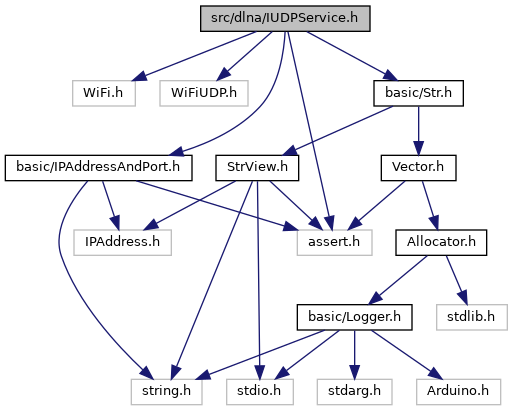 src/dlna/IUDPService.h
WiFi.h
WiFiUDP.h
basic/Str.h
basic/IPAddressAndPort.h
StrView.h
Vector.h
IPAddress.h
assert.h
Allocator.h
basic/Logger.h
stdlib.h
string.h
stdio.h
stdarg.h
Arduino.h